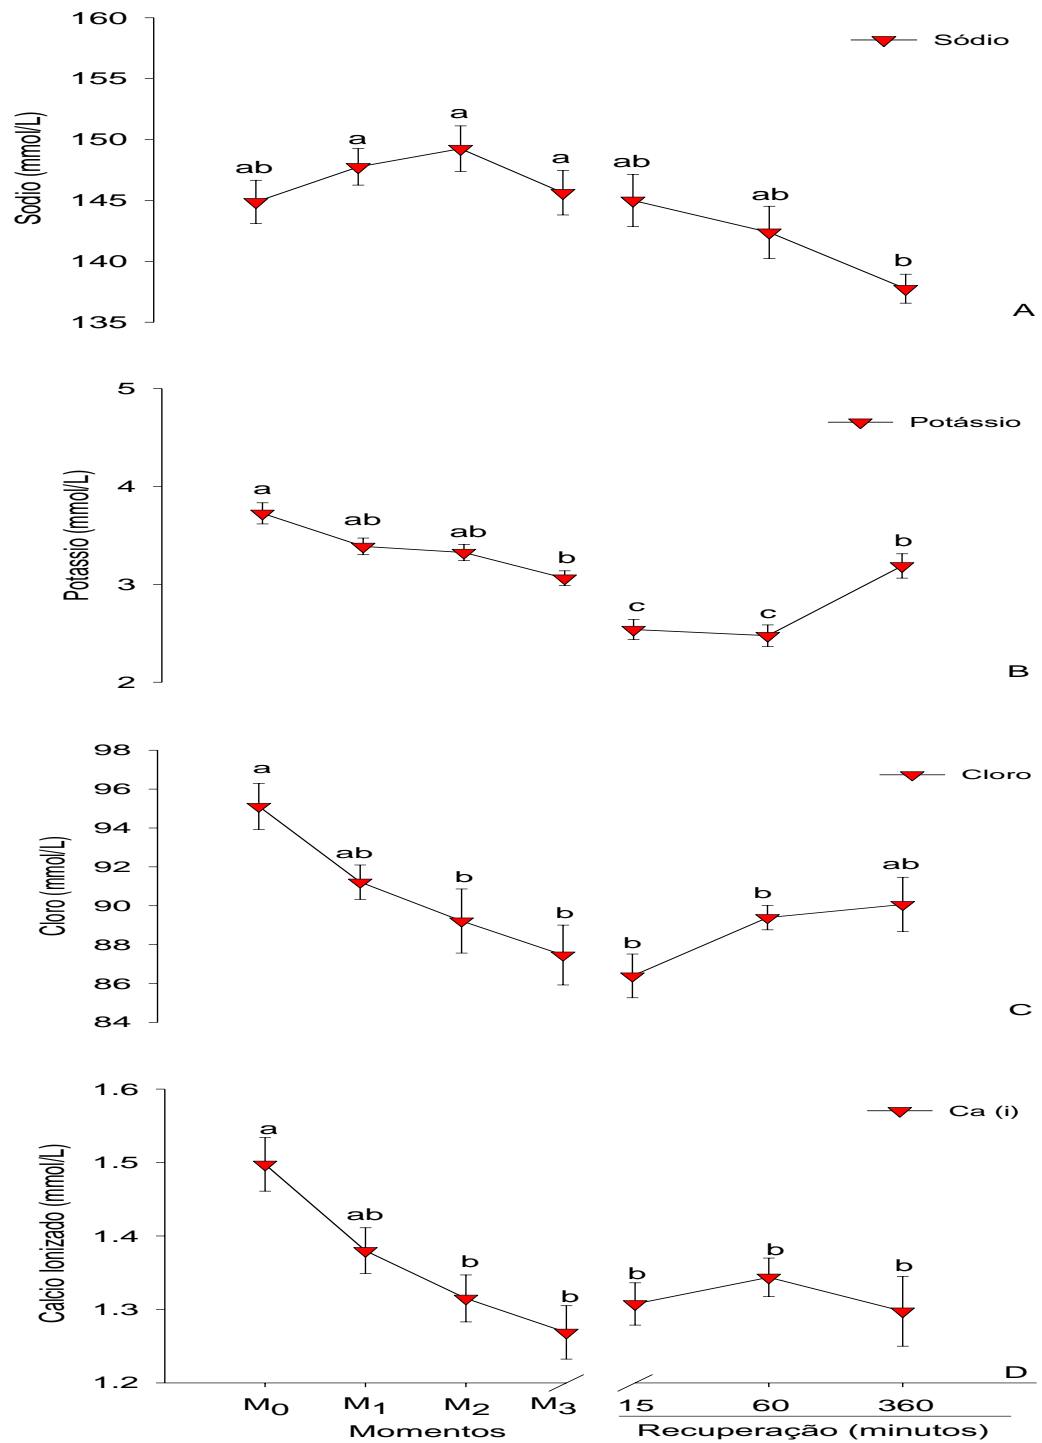 160
Sódio
155
a
150
a
ab
a
ab
ab
145
140
b
135
Sodio (mmol/L)
A
5
Potássio
4
a
ab
ab
b
b
3
c
c
2
Potassio (mmol/L)
B
98
Cloro
96
a
94
92
ab
ab
b
b
90
b
88
b
86
84
Cloro (mmol/L)
C
1.6
Ca (i)
a
1.5
ab
1.4
b
b
b
b
b
1.3
1.2
Calcio Ionizado (mmol/L)
D
M0 M1 M2 M3 15 60 360
Momentos Recuperação (minutos)